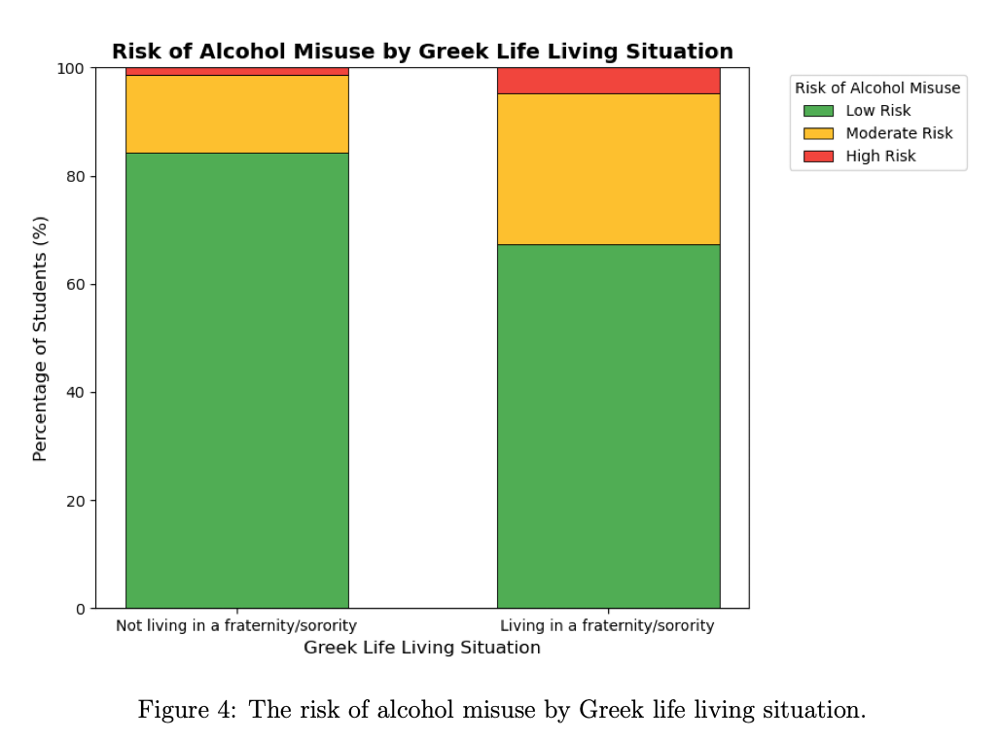 Risk of Alcohol Misuse by Greek Life Living Situation
100
80
60
40
20
0
Percentage of Students (%)
Not living in a fraternity/sorority
Living in a fraternity/sorority
Greek Life Living Situation
Risk of Alcohol Misuse
Low Risk
Moderate Risk
High Risk
Figure 4: The risk of alcohol misuse by Greek life living situation.